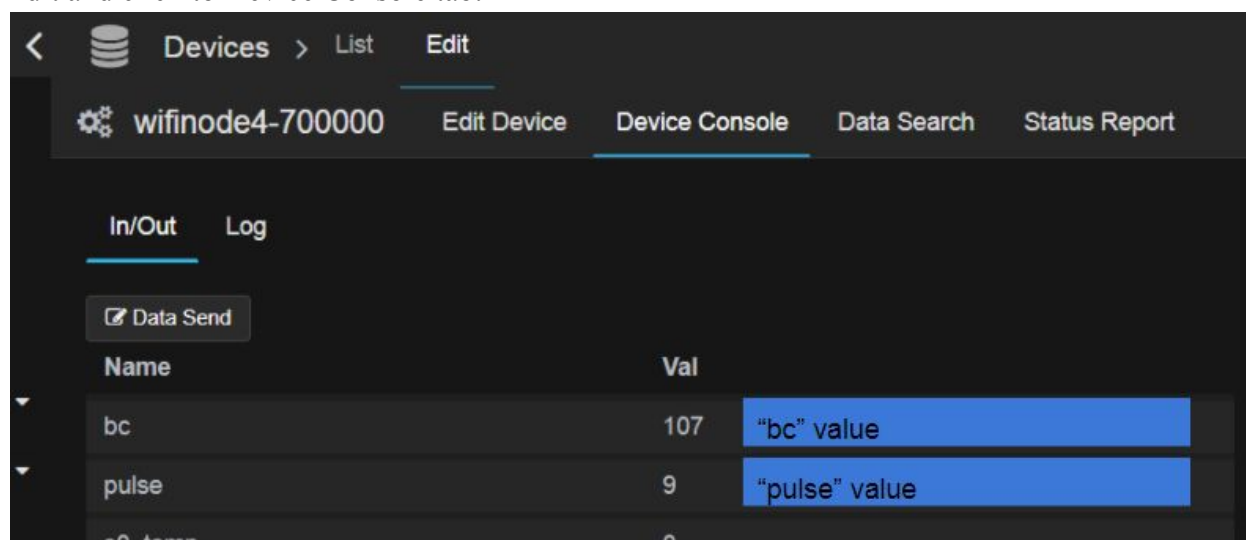 Devices > List Edit
wifinode4-700000 Edit Device Device Console Data Search Status Report
In/Out Log
Data Send
Name Val
bc 107 “bc” value
pulse 9 “pulse” value